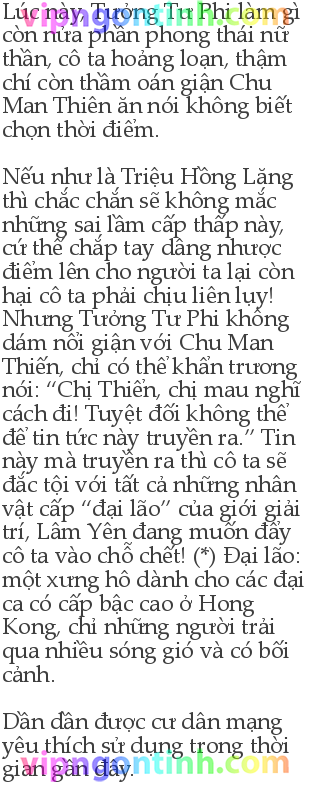 vipngontinh.com
Lúc này, Tưởng Tư Phi làm gì
còn nửa phần phong thái nữ
thần, cô ta hoảng loạn, thậm
chí còn thầm oán giận Chu
Man Thiên ăn nói không biết
chọn thời điểm.
Nếu như là Triệu Hồng Lăng
thì chắc chắn sẽ không mắc
những sai lầm cấp thấp này,
cứ thế chắp tay dâng nhược
điểm lên cho người ta lại còn
hại cô ta phải chịu liên lụy!
Nhưng Tưởng Tư Phi không
dám nổi giận với Chu Man
Thiến, chỉ có thể khẩn trương
nói: “Chị Thiển, chị mau nghĩ
cách đi! Tuyệt đối không thể
để tin tức này truyền ra.” Tin
này mà truyền ra thì cô ta sẽ
đắc tội với tất cả những nhân
vật cấp “đại lão” của giới giải
trí, Lâm Yên đang muốn đẩy
cô ta vào chỗ chết! (*) Đại lão:
một xưng hô dành cho các đại
ca có cấp bậc cao ở Hong
Kong, chỉ những người trải
qua nhiều sóng gió và có bối
cảnh.
Dần dần được cư dân mạng
yêu thích sử dụng trong thời
gian gần đây.
vipngontinh.com